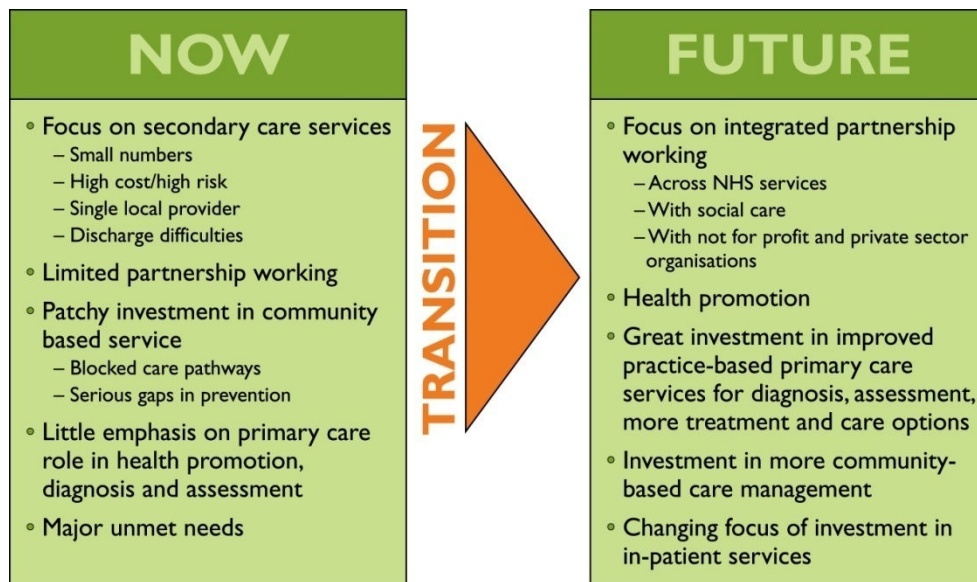 NOW
• Focus on secondary care services
– Small numbers
– High cost/high risk
– Single local provider
– Discharge difficulties
• Limited partnership working
• Patchy investment in community
based service
– Blocked care pathways
– Serious gaps in prevention
• Little emphasis on primary care
role in health promotion,
diagnosis and assessment
• Major unmet needs
TRANSITION
FUTURE
• Focus on integrated partnership
working
– Across NHS services
– With social care
– With not for profit and private sector
organisations
• Health promotion
• Great investment in improved
practice-based primary care
services for diagnosis, assessment,
more treatment and care options
• Investment in more community-
based care management
• Changing focus of investment in
in-patient services